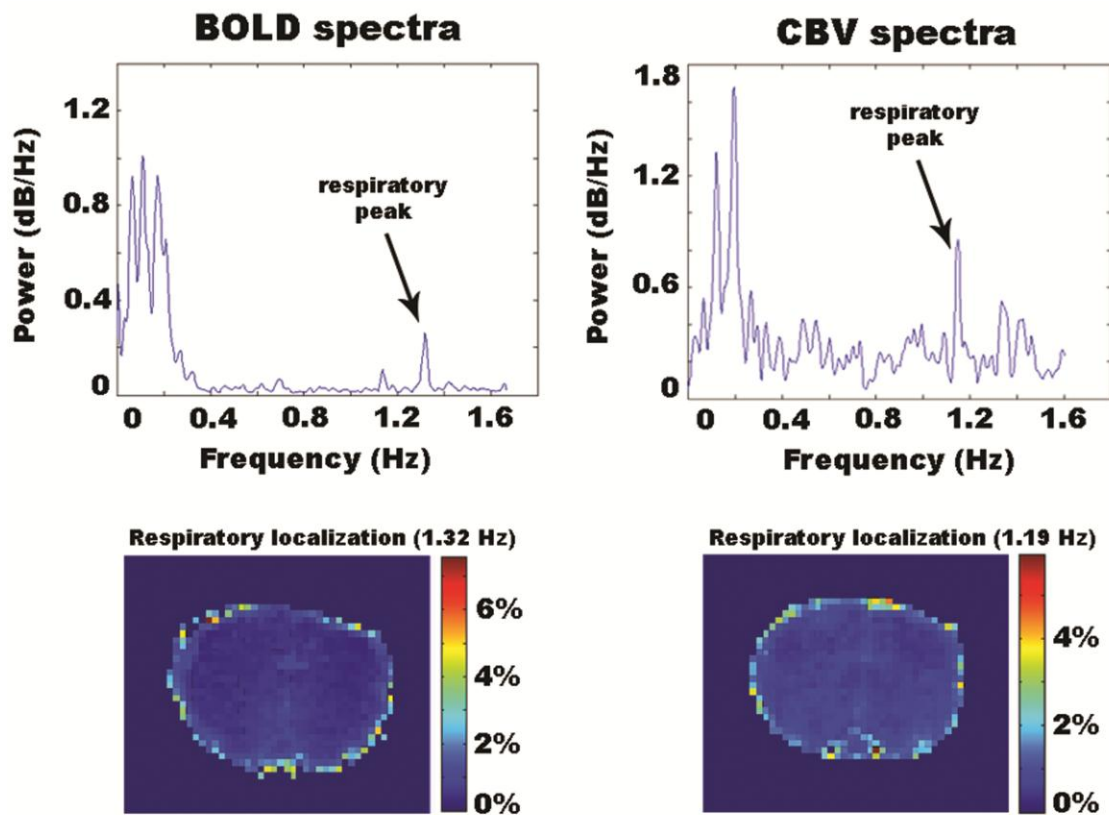 BOLD spectra
Power (dB/Hz)
1.2
0.8
0.4
0
respiratory
peak
0
0.4
0.8
1.2
1.6
Frequency (Hz)
CBV spectra
Power (dB/Hz)
1.8
1.2
0.6
0
respiratory
peak
0
0.4
0.8
1.2
1.6
Frequency (Hz)
Respiratory localization (1.32 Hz)
6%
4%
2%
0%
Respiratory localization (1.19 Hz)
4%
2%
0%